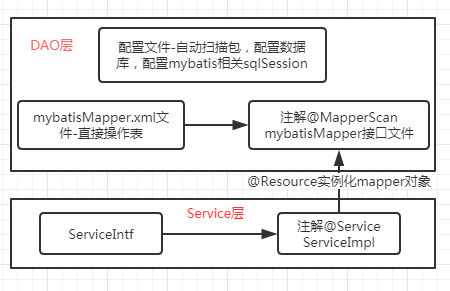 DAO层
配置文件-自动扫描包，配置数据
库，配置mybatis相关sqlSession
mybatisMapper.xml文
件-直接操作表
注解@MapperScan
mybatisMapper接口文件
@Resource实例化mapper对象
Service层
ServiceIntf
注解@Service
ServiceImpl